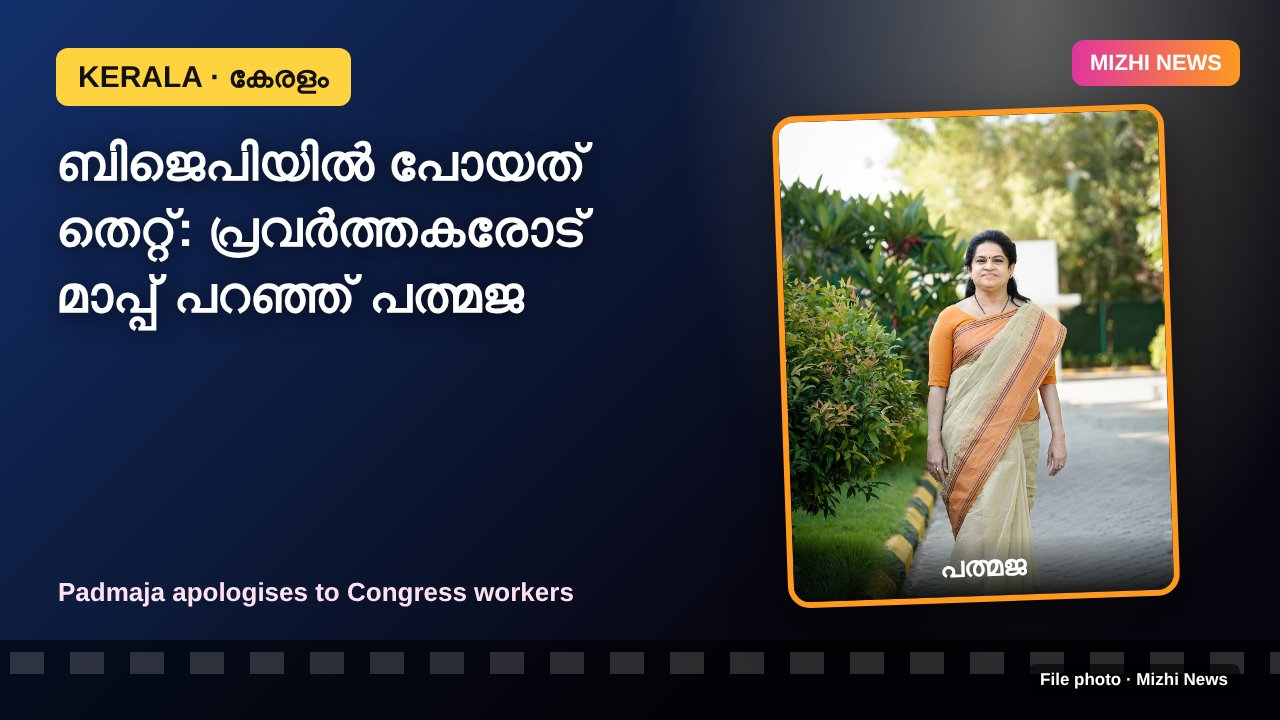 KERALA · കേരളം
MIZHI NEWS
ബിജെപിയിൽ പോയത്
തെറ്റ്: പ്രവർത്തകരോട്
മാപ്പ് പറഞ്ഞ് പത്മജ
പത്മജ
Padmaja apologises to Congress workers
File photo · Mizhi News